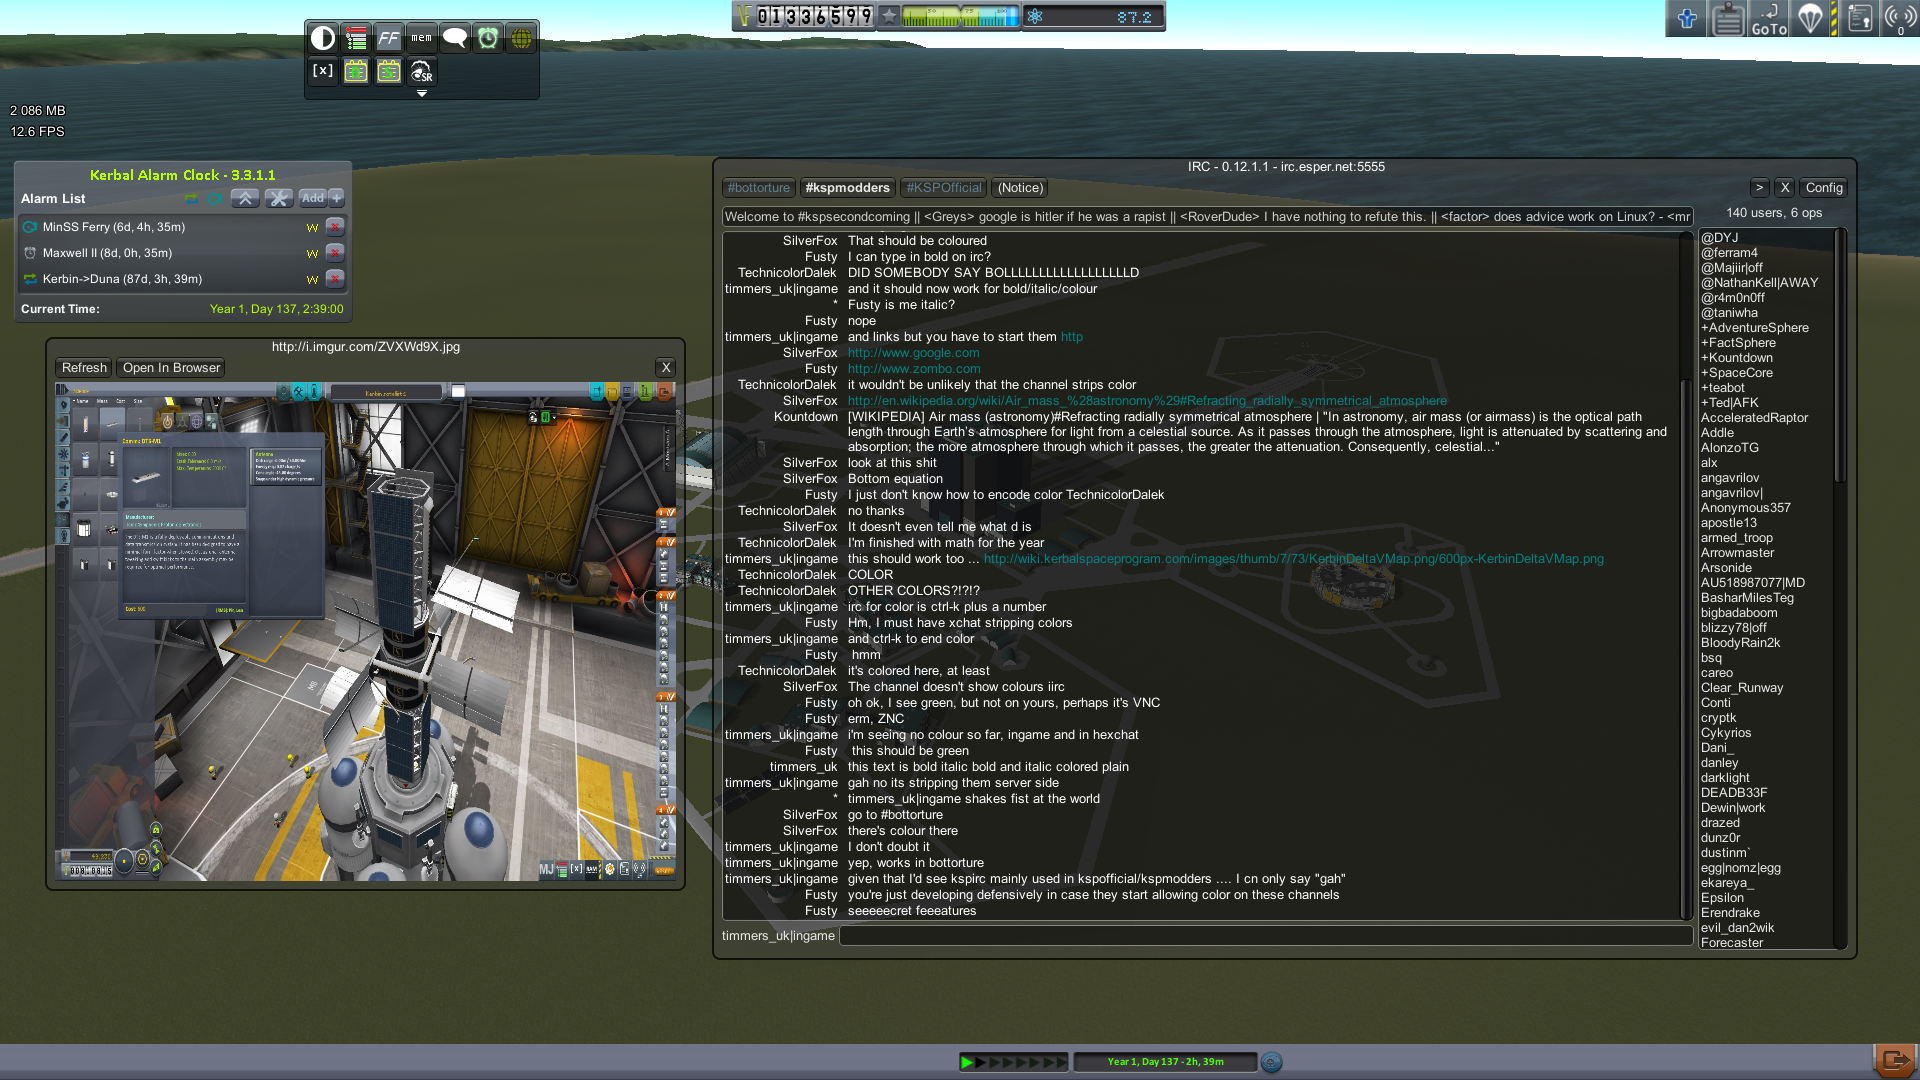 01336599
50 75 100
87.2
GoTo
0
FF
mem
[x]
SR
2 086 MB
12.6 FPS
Kerbal Alarm Clock - 3.3.1.1
Alarm List
Add +
MinSS Ferry (6d, 4h, 35m) W X
Maxwell II (8d, 0h, 35m) W X
Kerbin->Duna (87d, 3h, 39m) W X
Current Time: Year 1, Day 137, 2:39:00
http://i.imgur.com/ZVXWd9X.jpg
Refresh Open In Browser X
IRC - 0.12.1.1 - irc.esper.net:5555
#bottorture #kspmodders #KSPOfficial (Notice) > X Config
Welcome to #kspsecondcoming || <Greys> google is hitler if he was a rapist || <RoverDude> I have nothing to refute this. || <factor> does advice work on Linux? - <mr
140 users, 6 ops
SilverFox That should be coloured
Fusty I can type in bold on irc?
TechnicolorDalek DID SOMEBODY SAY BOLLLLLLLLLLLLLLLLLLD
timmers_uk|ingame and it should now work for bold/italic/colour
* Fusty is me italic?
Fusty nope
timmers_uk|ingame and links but you have to start them http
SilverFox http://www.google.com
Fusty http://www.zombo.com
TechnicolorDalek it wouldn't be unlikely that the channel strips color
SilverFox http://en.wikipedia.org/wiki/Air_mass_%28astronomy%29#Refracting_radially_symmetrical_atmosphere
Kountdown [WIKIPEDIA] Air mass (astronomy)#Refracting radially symmetrical atmosphere | "In astronomy, air mass (or airmass) is the optical path
length through Earth's atmosphere for light from a celestial source. As it passes through the atmosphere, light is attenuated by scattering and
absorption; the more atmosphere through which it passes, the greater the attenuation. Consequently, celestial..."
SilverFox look at this shit
SilverFox Bottom equation
Fusty I just don't know how to encode color TechnicolorDalek
TechnicolorDalek no thanks
SilverFox It doesn't even tell me what d is
TechnicolorDalek I'm finished with math for the year
timmers_uk|ingame this should work too ... http://wiki.kerbalspaceprogram.com/images/thumb/7/73/KerbinDeltaVMap.png/600px-KerbinDeltaVMap.png
TechnicolorDalek COLOR
TechnicolorDalek OTHER COLORS?!?!?
timmers_uk|ingame irc for color is ctrl-k plus a number
Fusty Hm, I must have xchat stripping colors
timmers_uk|ingame and ctrl-k to end color
Fusty hmm
TechnicolorDalek it's colored here, at least
SilverFox The channel doesn't show colours iirc
Fusty oh ok, I see green, but not on yours, perhaps it's VNC
Fusty erm, ZNC
timmers_uk|ingame i'm seeing no colour so far, ingame and in hexchat
Fusty this should be green
timmers_uk this text is bold italic bold and italic colored plain
timmers_uk|ingame gah no its stripping them server side
* timmers_uk|ingame shakes fist at the world
SilverFox go to #bottorture
SilverFox there's colour there
timmers_uk|ingame I don't doubt it
timmers_uk|ingame yep, works in bottorture
timmers_uk|ingame given that I'd see kspirc mainly used in kspofficial/kspmodders .... I cn only say "gah"
Fusty you're just developing defensively in case they start allowing color on these channels
Fusty seeeeecret feeeatures
timmers_uk|ingame
@DYJ
@ferram4
@Majiir|off
@NathanKell|AWAY
@r4m0n0ff
@taniwha
+AdventureSphere
+FactSphere
+Kountdown
+SpaceCore
+teabot
+Ted|AFK
AcceleratedRaptor
Addle
AlonzoTG
alx
angavrilov
angavrilov|
Anonymous357
apostle13
armed_troop
Arrowmaster
Arsonide
AU518987077|MD
BasharMilesTeg
bigbadaboom
blizzy78|off
BloodyRain2k
bsq
careo
Clear_Runway
Conti
cryptk
Cykyrios
Dani_
danley
darklight
DEADB33F
Dewin|work
drazed
dunz0r
dustinm`
egg|nomz|egg
ekareya_
Epsilon
Erendrake
evil_dan2wik
Forecaster
Year 1, Day 137 - 2h, 39m